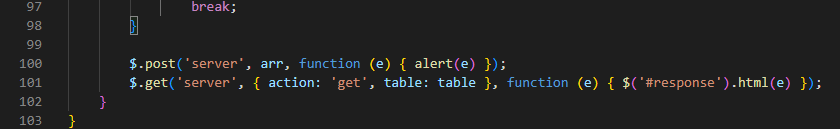 97 break;
98 }
99
100 $.post('server', arr, function (e) { alert(e) });
101 $.get('server', { action: 'get', table: table }, function (e) { $('#response').html(e) });
102 }
103 }